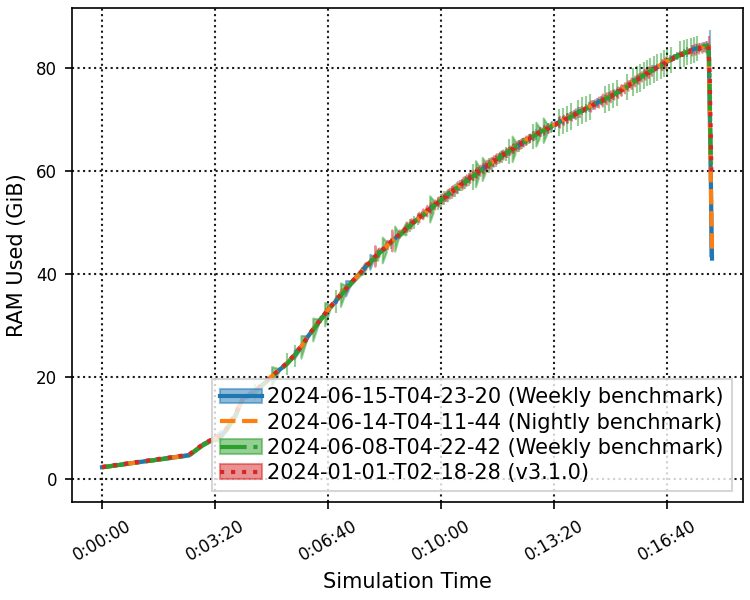 80
60
40
20
0
RAM Used (GiB)
2024-06-15-T04-23-20 (Weekly benchmark)
2024-06-14-T04-11-44 (Nightly benchmark)
2024-06-08-T04-22-42 (Weekly benchmark)
2024-01-01-T02-18-28 (v3.1.0)
0:00:00
0:03:20
0:06:40
0:10:00
0:13:20
0:16:40
Simulation Time